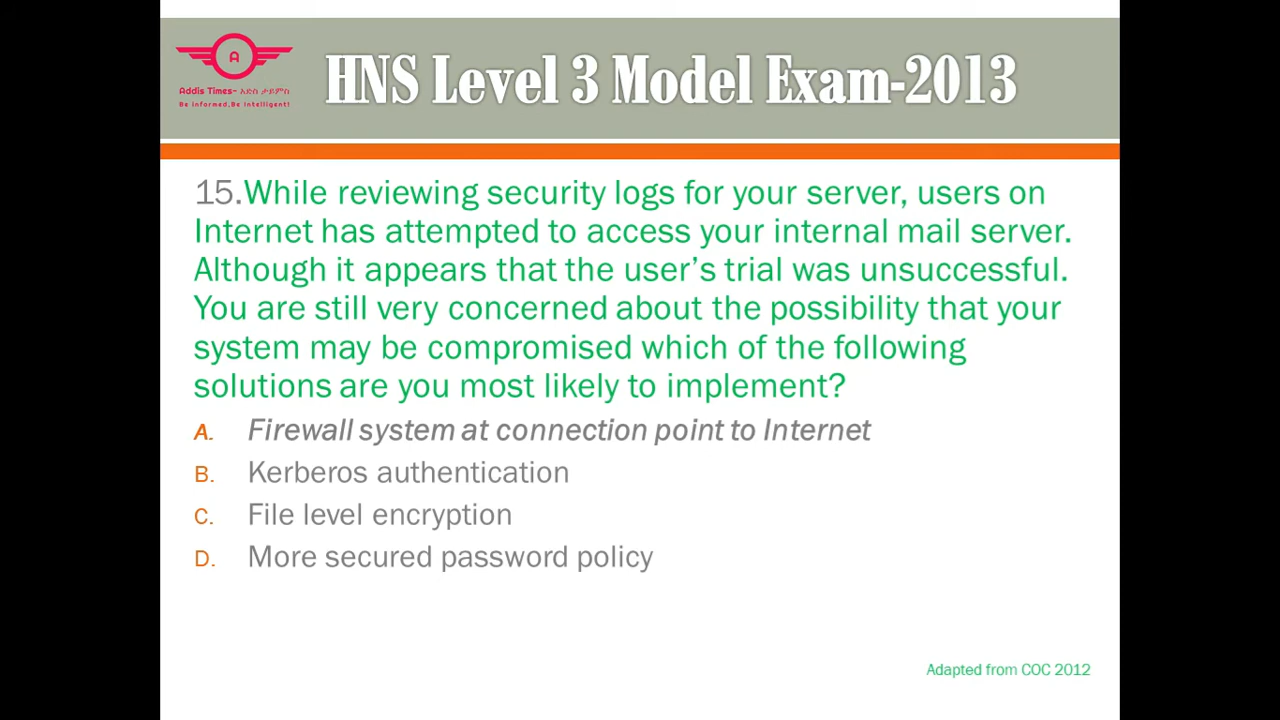 A
Addis Times- አድስ ታይምስ
Be informed,Be intelligent!
HNS Level 3 Model Exam-2013
15.While reviewing security logs for your server, users on
Internet has attempted to access your internal mail server.
Although it appears that the user’s trial was unsuccessful.
You are still very concerned about the possibility that your
system may be compromised which of the following
solutions are you most likely to implement?
A. Firewall system at connection point to Internet
B. Kerberos authentication
C. File level encryption
D. More secured password policy
Adapted from COC 2012